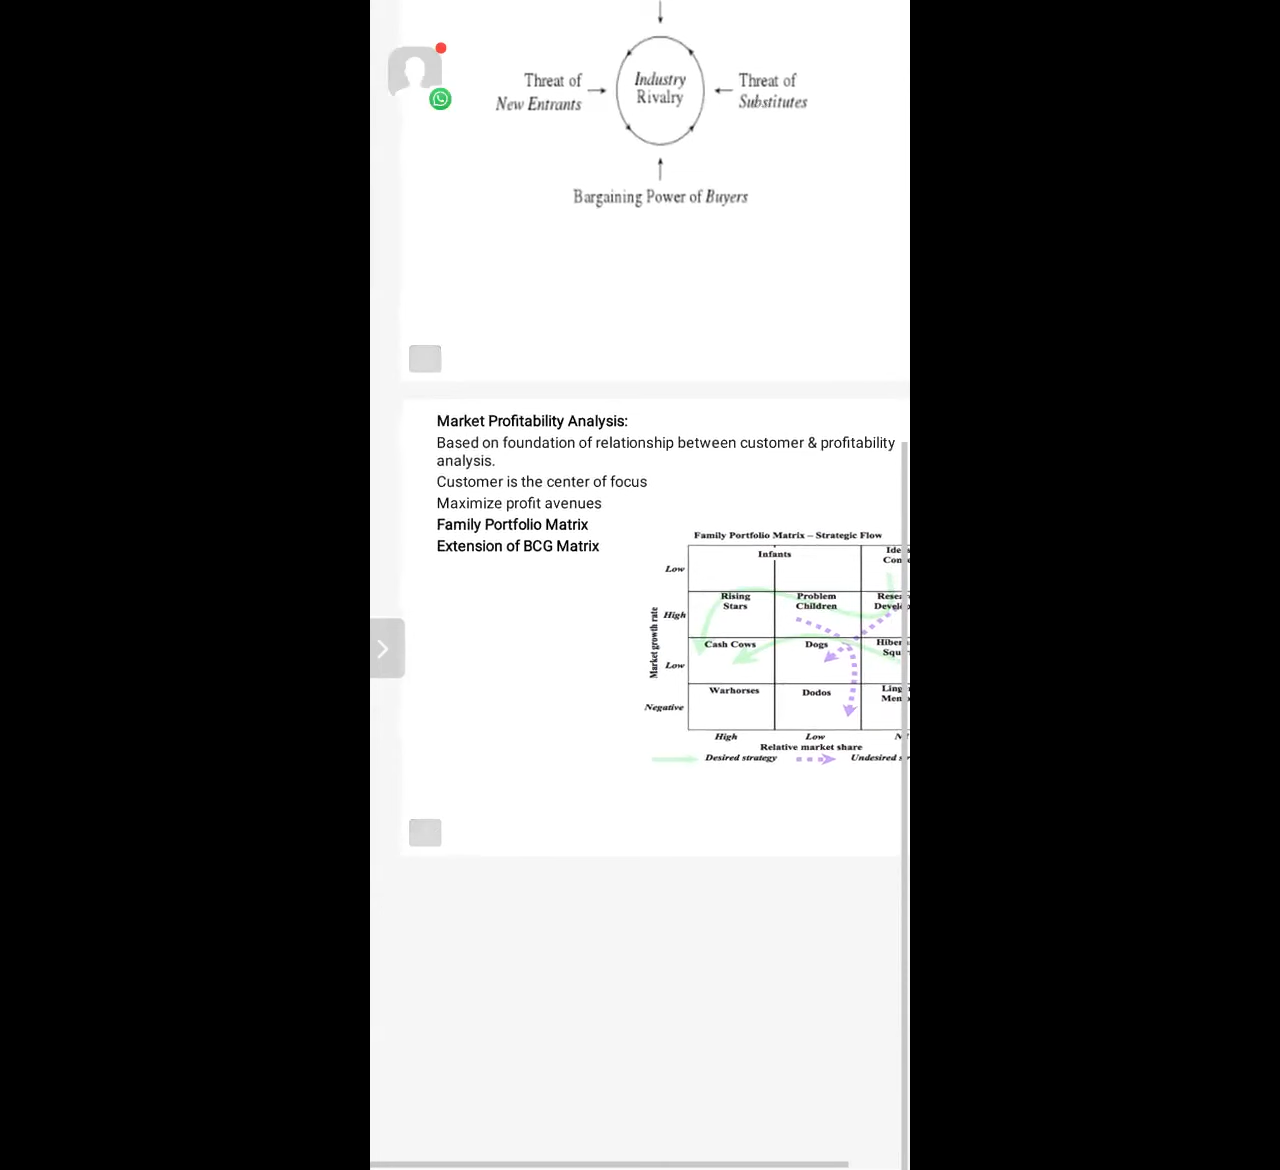 Threat of
New Entrants
Industry
Rivalry
Threat of
Substitutes
Bargaining Power of Buyers
Market Profitability Analysis:
Based on foundation of relationship between customer & profitability
analysis.
Customer is the center of focus
Maximize profit avenues
Family Portfolio Matrix
Extension of BCG Matrix
Family Portfolio Matrix – Strategic Flow
Infants
Low
Rising
Stars
Problem
Children
High
Market growth rate
Cash Cows
Dogs
Low
Warhorses
Dodos
Negative
High
Low
Relative market share
Desired strategy
Undesired